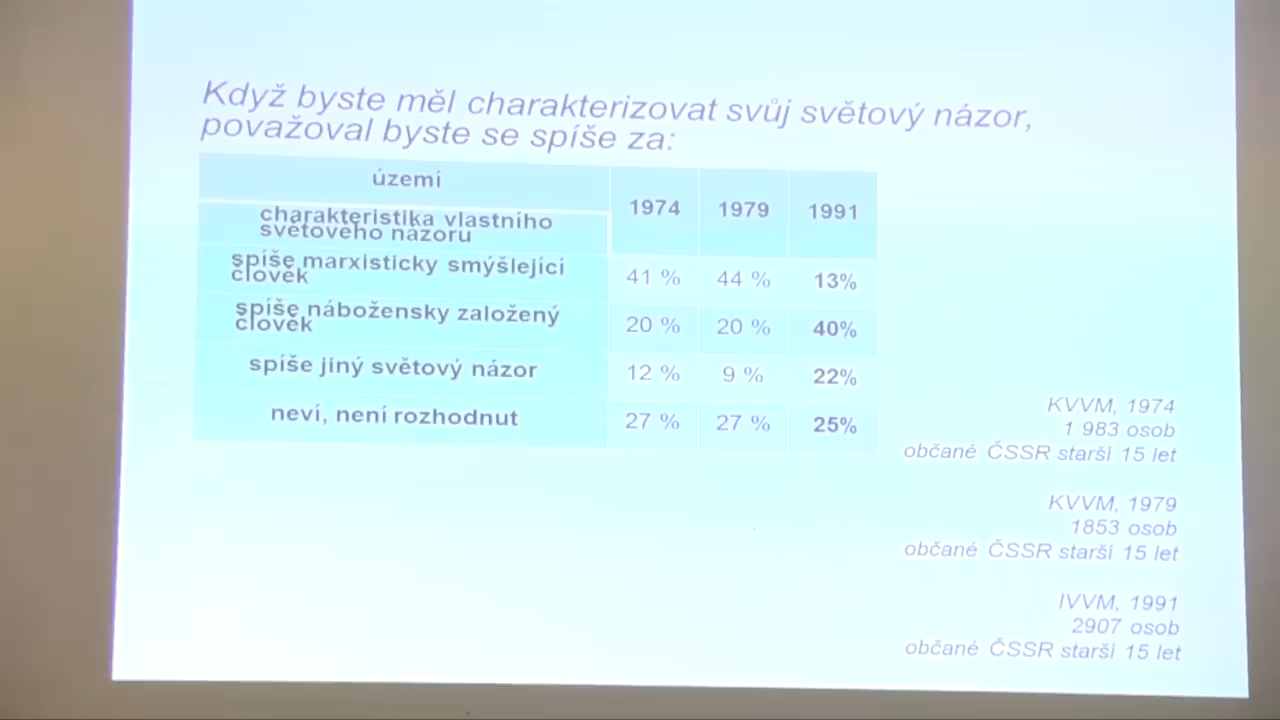 Když byste měl charakterizovat svůj světový názor,
považoval byste se spíše za:
území
1974 1979 1991
charakteristika vlastního
světového názoru
spíše marxisticky smýšlející
člověk
41 % 44 % 13%
spíše nábožensky založený
člověk
20 % 20 % 40%
spíše jiný světový názor 12 % 9 % 22%
neví, není rozhodnut 27 % 27 % 25%
KVVM, 1974
1 983 osob
občané ČSSR starší 15 let
KVVM, 1979
1853 osob
občané ČSSR starší 15 let
IVVM, 1991
2907 osob
občané ČSSR starší 15 let